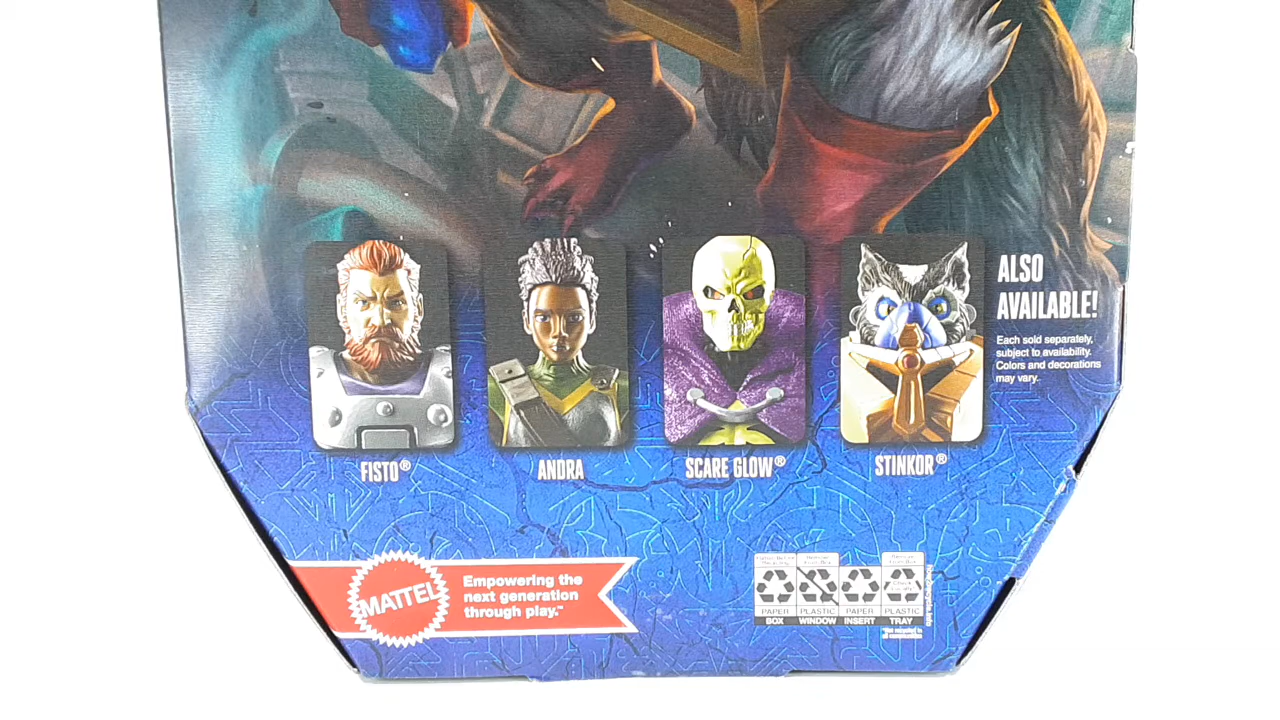 ALSO
AVAILABLE!
Each sold separately,
subject to availability.
Colors and decorations
may vary.
FISTO®
ANDRA
SCARE GLOW®
STINKOR®
MATTEL
Empowering the
next generation
through play.™
PAPER
BOX
PLASTIC
WINDOW
PAPER
INSERT
PLASTIC
TRAY